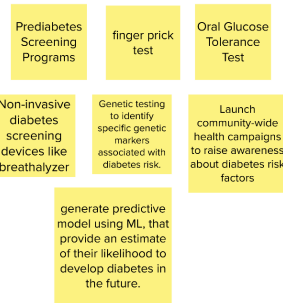 Prediabetes
Screening
Programs
finger prick
test
Oral Glucose
Tolerance
Test
Non-invasive
diabetes
screening
devices like
breathalyzer
Genetic testing
to identify
specific genetic
markers
associated with
diabetes risk.
Launch
community-wide
health campaigns
to raise awareness
about diabetes risk
factors
generate predictive
model using ML, that
provide an estimate
of their likelihood to
develop diabetes in
the future.